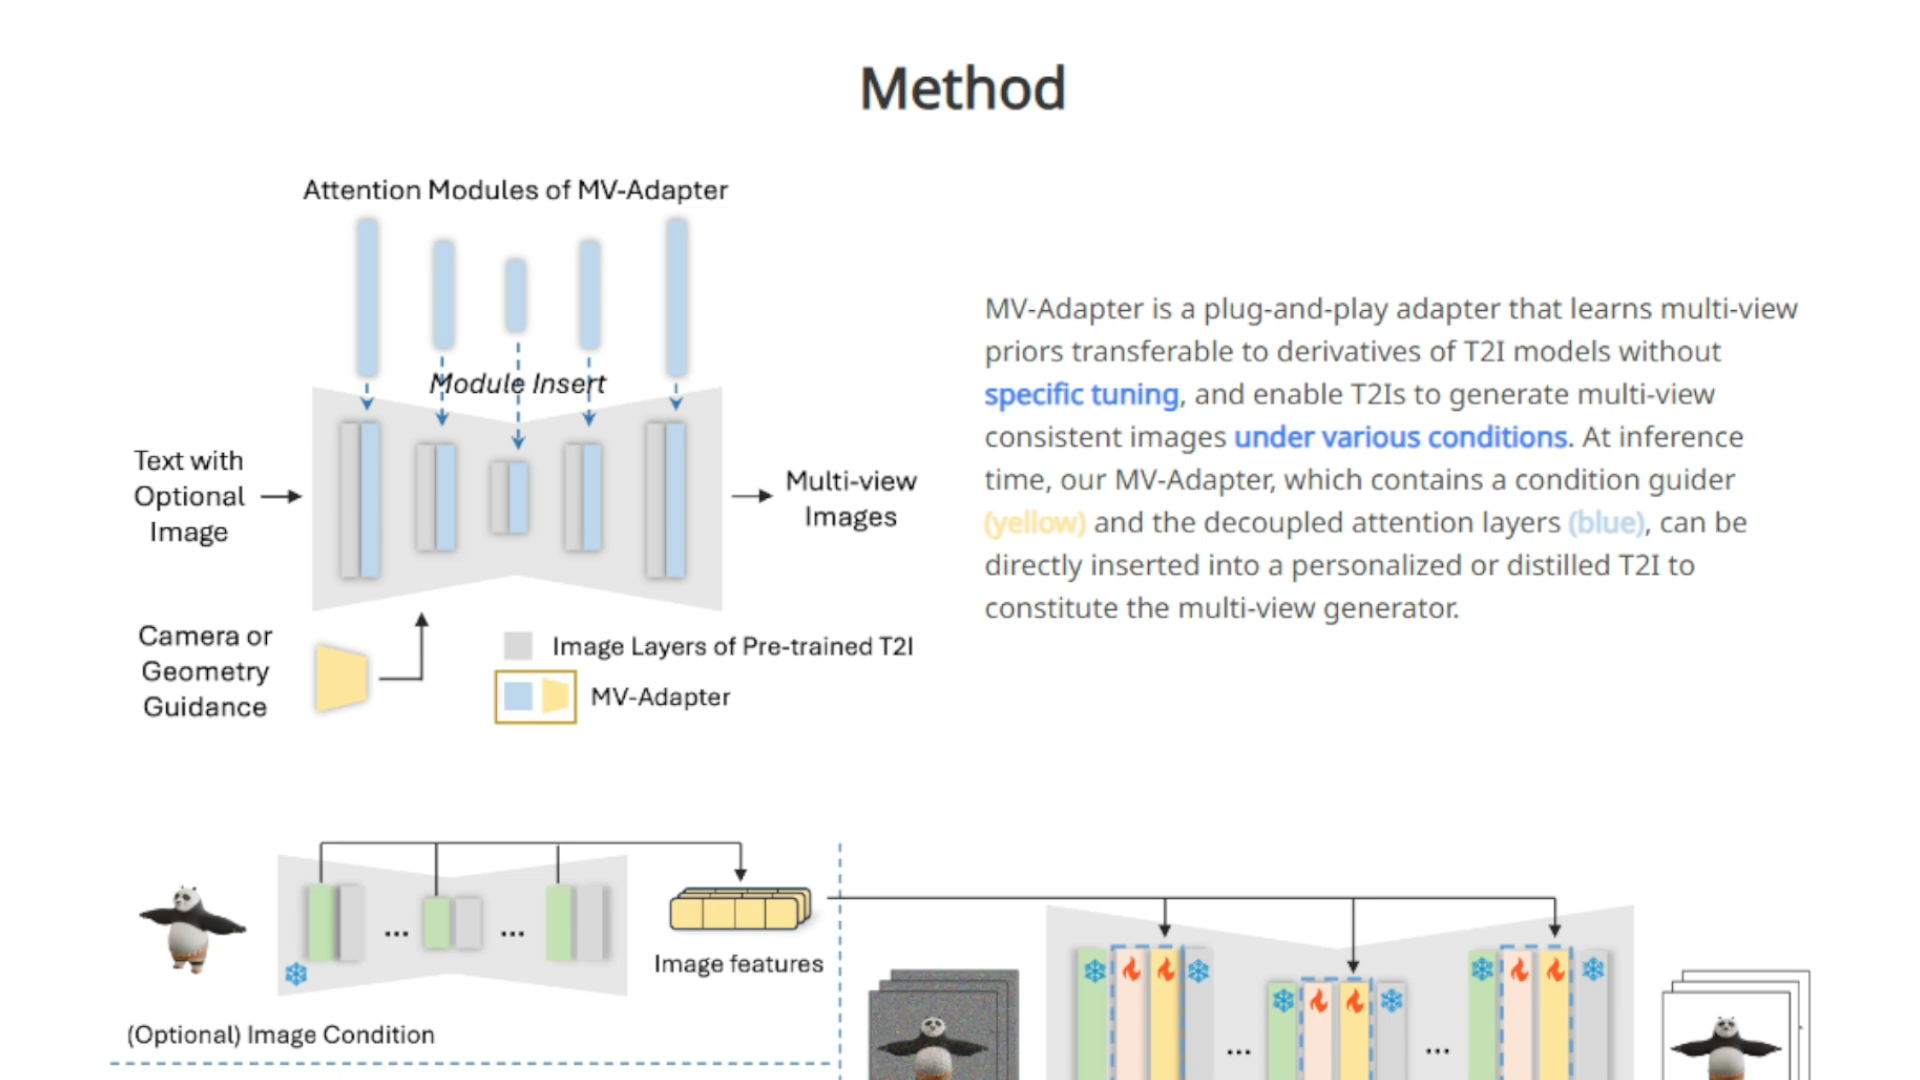 Method
Attention Modules of MV-Adapter
Module Insert
Text with
Optional
Image
Multi-view
Images
Camera or
Geometry
Guidance
Image Layers of Pre-trained T2I
MV-Adapter
MV-Adapter is a plug-and-play adapter that learns multi-view
priors transferable to derivatives of T2I models without
specific tuning, and enable T2Is to generate multi-view
consistent images under various conditions. At inference
time, our MV-Adapter, which contains a condition guider
(yellow) and the decoupled attention layers (blue), can be
directly inserted into a personalized or distilled T2I to
constitute the multi-view generator.
...
...
Image features
(Optional) Image Condition
...
...